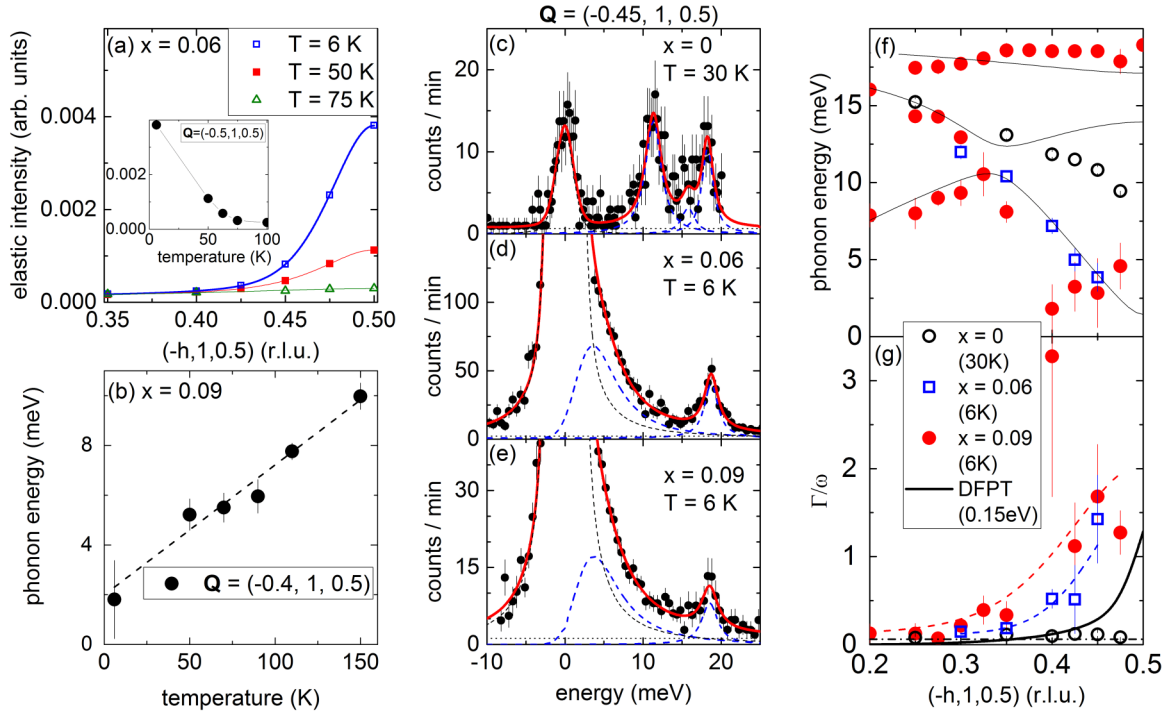 Q = (-0.45, 1, 0.5)
(a) x = 0.06
T = 6 K
T = 50 K
T = 75 K
elastic intensity (arb. units)
0.004
0.002
0.000
Q=(-0.5,1,0.5)
0.002
0.000
0
50
100
temperature (K)
0.35
0.40
0.45
0.50
(-h,1,0.5) (r.l.u.)
(b) x = 0.09
phonon energy (meV)
8
4
0
Q = (-0.4, 1, 0.5)
0
50
100
150
temperature (K)
(c)
x = 0
T = 30 K
counts / min
20
10
0
(d)
x = 0.06
T = 6 K
counts / min
100
50
0
(e)
x = 0.09
T = 6 K
counts / min
30
15
0
-10
0
10
20
energy (meV)
(f)
phonon energy (meV)
15
10
5
0
(g)
x = 0
(30K)
x = 0.06
(6K)
x = 0.09
(6K)
DFPT
(0.15eV)
Γ/ω
3
2
1
0
0.2
0.3
0.4
0.5
(-h,1,0.5) (r.l.u.)